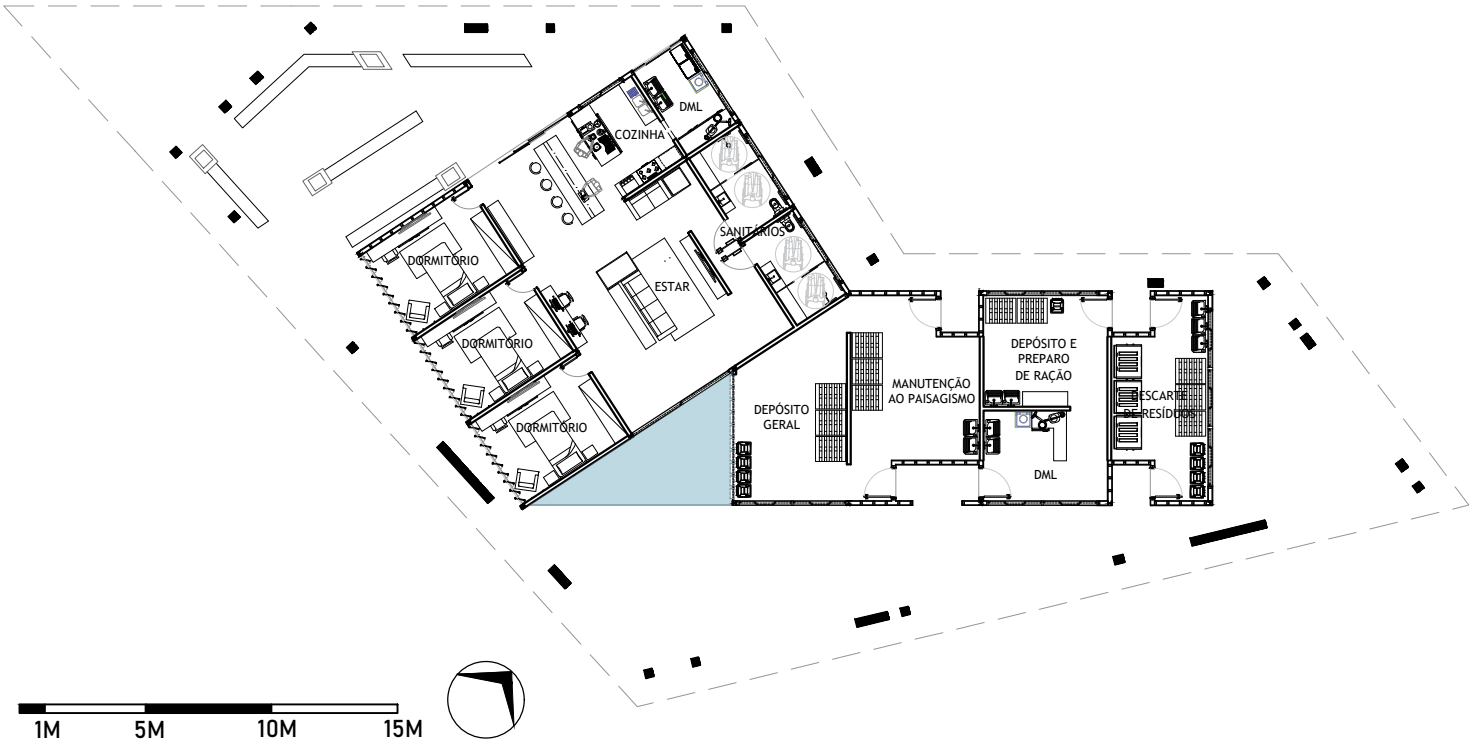 DML
COZINHA
SANITÁRIOS
DORMITÓRIO
ESTAR
DORMITÓRIO
DORMITÓRIO
DEPÓSITO
GERAL
MANUTENÇÃO
AO PAISAGISMO
DEPÓSITO E
PREPARO
DE RAÇÃO
DESCARTE
DE RESÍDUOS
DML
1M 5M 10M 15M